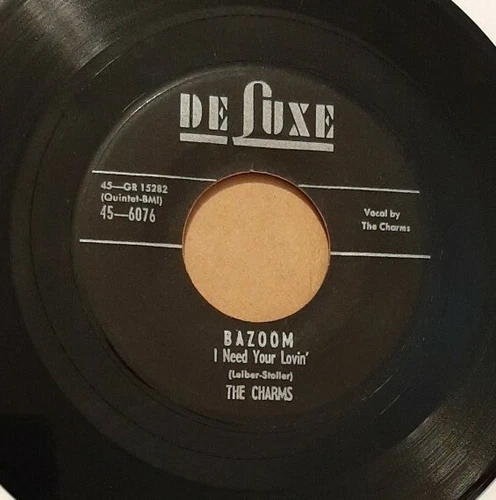 DE LUXE
45—GR 15282
(Quintet-BMI)
45—6076
Vocal by
The Charms
BAZOOM
I Need Your Lovin'
(Leiber-Stoller)
THE CHARMS